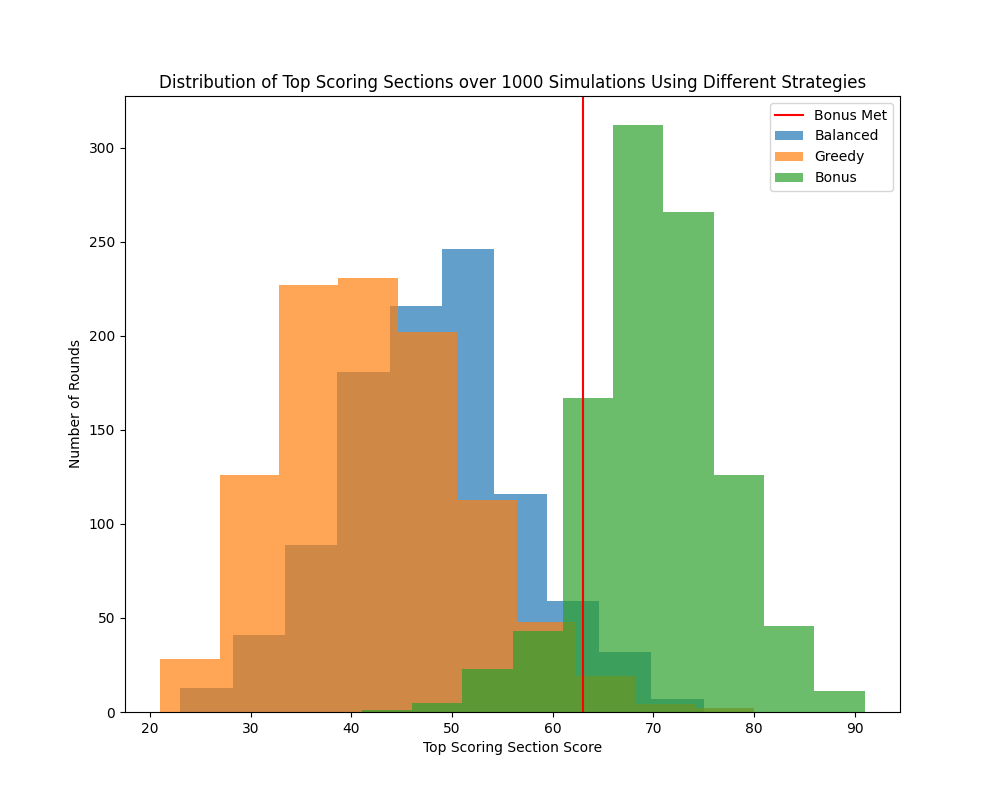 Distribution of Top Scoring Sections over 1000 Simulations Using Different Strategies
Bonus Met
Balanced
Greedy
Bonus
Number of Rounds
300
250
200
150
100
50
0
20 30 40 50 60 70 80 90
Top Scoring Section Score